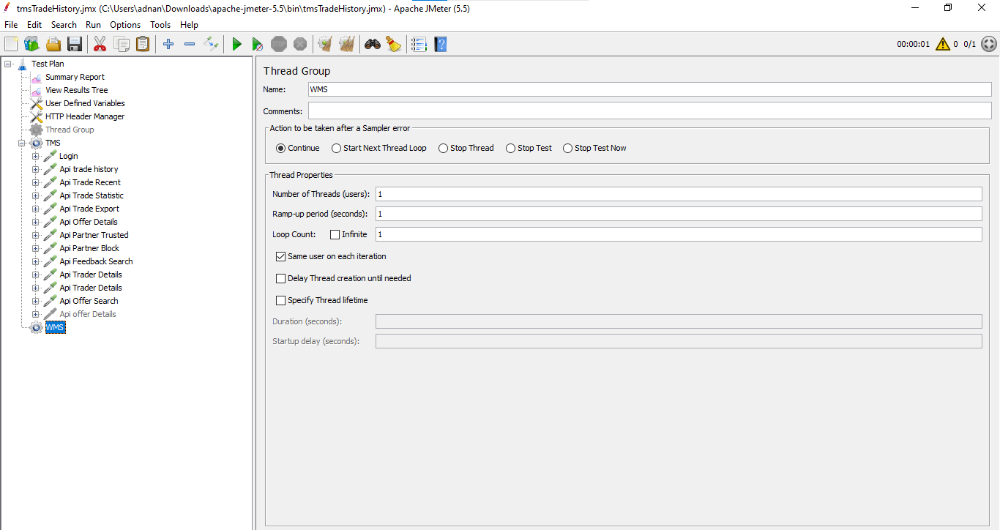 tmsTradeHistory.jmx (C:\Users\adnan\Downloads\apache-jmeter-5.5\bin\tmsTradeHistory.jmx) - Apache JMeter (5.5)
File Edit Search Run Options Tools Help
STOP 00:00:01 0 0/1
Test Plan
Summary Report
View Results Tree
User Defined Variables
HTTP Header Manager
Thread Group
TMS
Login
Api trade history
Api Trade Recent
Api Trade Statistic
Api Trade Export
Api Offer Details
Api Partner Trusted
Api Partner Block
Api Feedback Search
Api Trader Details
Api Trader Details
Api Offer Search
Api offer Details
WMS
Thread Group
Name: WMS
Comments:
Action to be taken after a Sampler error
Continue Start Next Thread Loop Stop Thread Stop Test Stop Test Now
Thread Properties
Number of Threads (users): 1
Ramp-up period (seconds): 1
Loop Count: Infinite 1
Same user on each iteration
Delay Thread creation until needed
Specify Thread lifetime
Duration (seconds):
Startup delay (seconds):